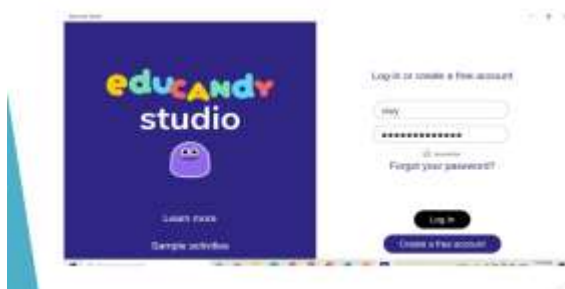 eduCANDY
studio
Learn more
Sample activities
Log-in or create a free account
Forgot your password?
Log in
Create a free account